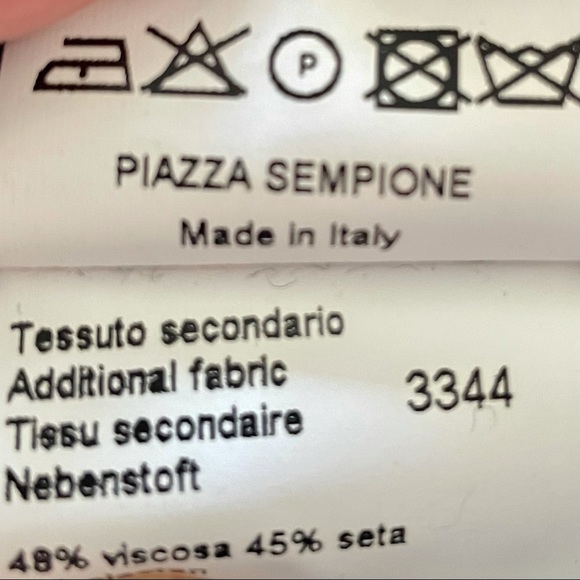 P
PIAZZA SEMPIONE
Made in Italy
Tessuto secondario
Additional fabric
3344
Tissu secondaire
Nebenstoft
48% viscosa 45% seta